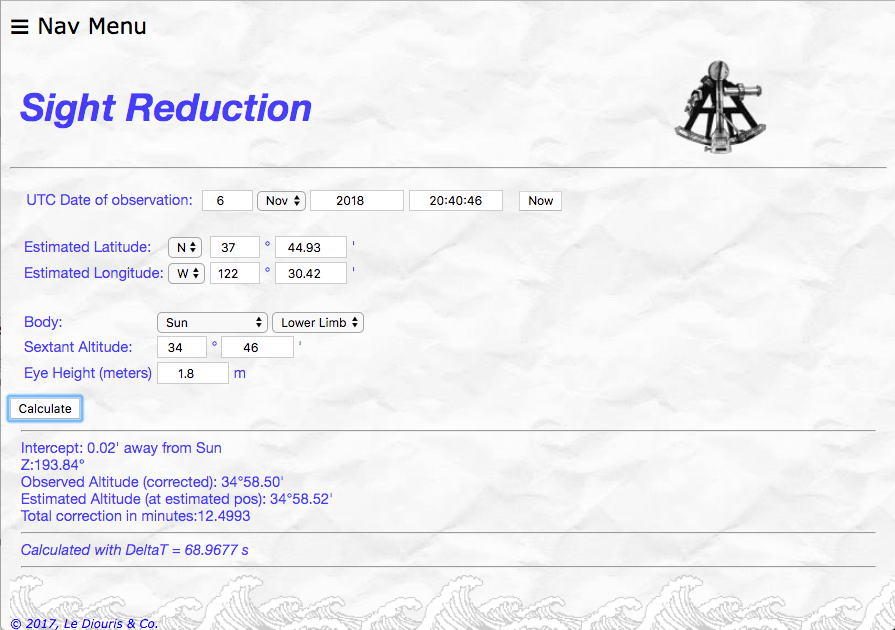 ≡ Nav Menu
Sight Reduction
UTC Date of observation: 6 Nov 2018 20:40:46 Now
Estimated Latitude: N 37 ° 44.93 '
Estimated Longitude: W 122 ° 30.42 '
Body: Sun Lower Limb
Sextant Altitude: 34 ° 46 '
Eye Height (meters) 1.8 m
Calculate
Intercept: 0.02' away from Sun
Z:193.84°
Observed Altitude (corrected): 34°58.50'
Estimated Altitude (at estimated pos): 34°58.52'
Total correction in minutes:12.4993
Calculated with DeltaT = 68.9677 s
© 2017, Le Diouris & Co.